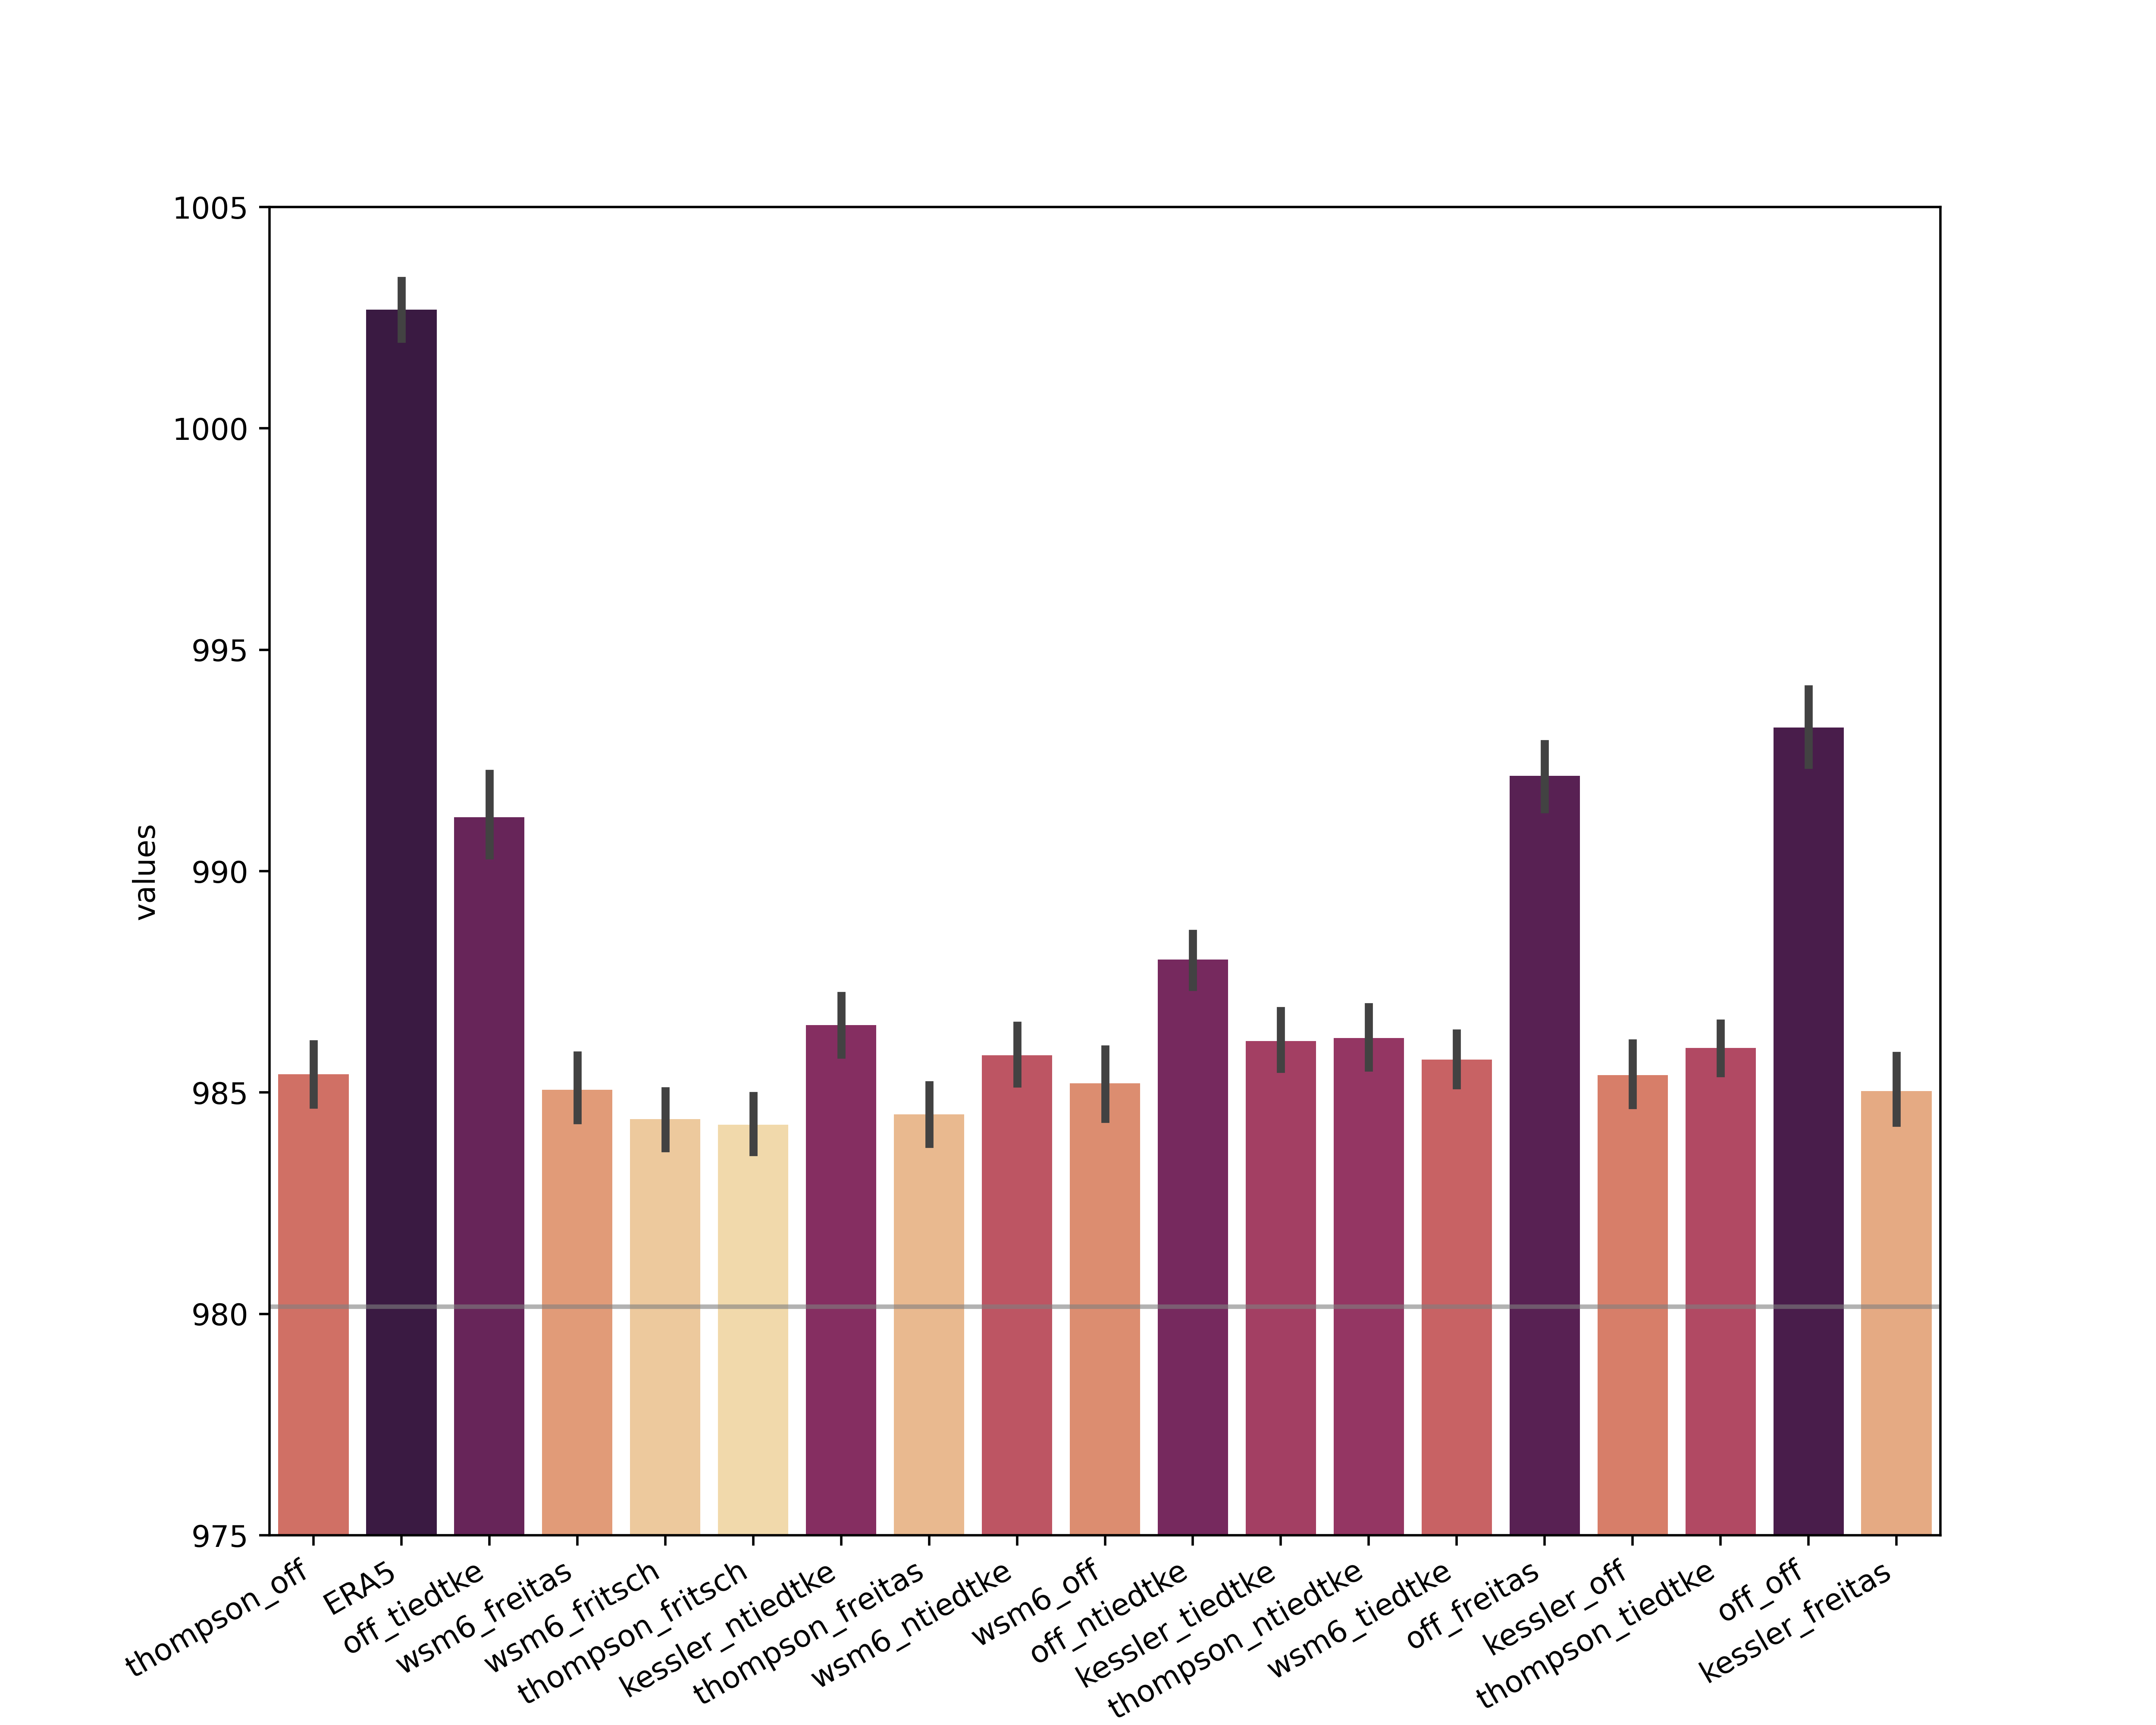 1005
1000
995
990
985
980
975
values
thompson_off
ERA5
off_tiedtke
wsm6_freitas
wsm6_fritsch
thompson_fritsch
kessler_ntiedtke
thompson_freitas
wsm6_ntiedtke
wsm6_off
off_ntiedtke
kessler_tiedtke
thompson_ntiedtke
wsm6_tiedtke
off_freitas
kessler_off
thompson_tiedtke
off_off
kessler_freitas